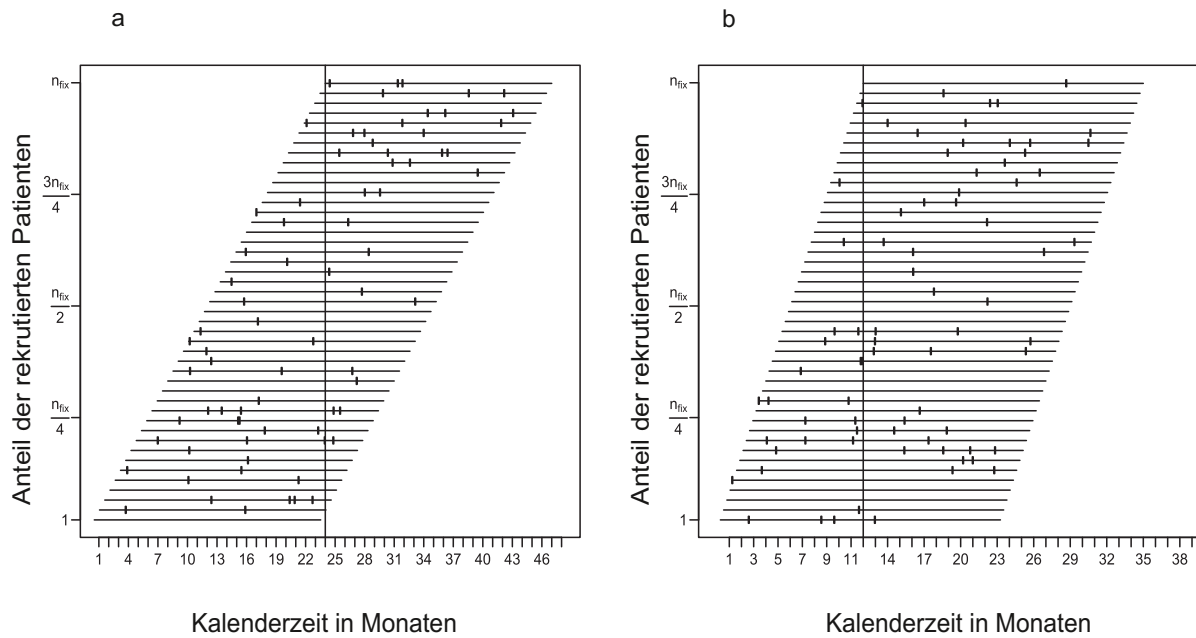 a
b
n_fix
3n_fix
4
n_fix
2
n_fix
4
1
Anteil der rekrutierten Patienten
1 4 7 10 13 16 19 22 25 28 31 34 37 40 43 46
Kalenderzeit in Monaten
n_fix
3n_fix
4
n_fix
2
n_fix
4
1
Anteil der rekrutierten Patienten
1 3 5 7 9 11 14 17 20 23 26 29 32 35 38
Kalenderzeit in Monaten